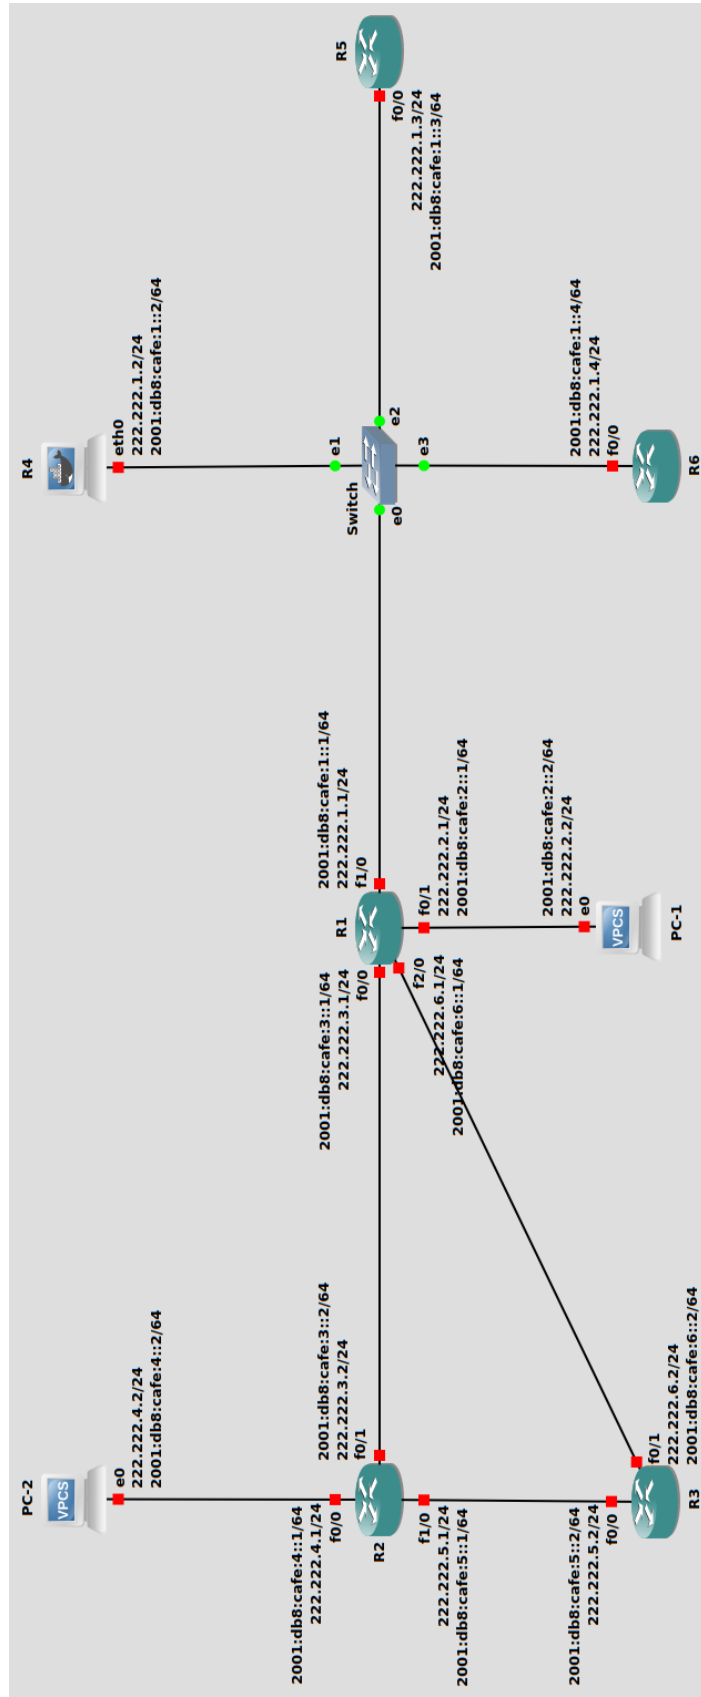 PC-2
VPCS
e0
222.222.4.2/24
2001:db8:cafe:4::2/64
2001:db8:cafe:4::1/64
222.222.4.1/24
f0/0
R2
2001:db8:cafe:3::2/64
222.222.3.2/24
f0/1
f1/0
222.222.5.1/24
2001:db8:cafe:5::1/64
2001:db8:cafe:5::2/64
222.222.5.2/24
f0/0
R3
f0/1
222.222.6.2/24
2001:db8:cafe:6::2/64
2001:db8:cafe:3::1/64
222.222.3.1/24
f0/0
R1
2001:db8:cafe:1::1/64
222.222.1.1/24
f1/0
f2/0
222.222.6.1/24
2001:db8:cafe:6::1/64
f0/1
222.222.2.1/24
2001:db8:cafe:2::1/64
2001:db8:cafe:2::2/64
222.222.2.2/24
e0
VPCS
PC-1
R4
eth0
222.222.1.2/24
2001:db8:cafe:1::2/64
e1
Switch
e0
e2
e3
2001:db8:cafe:1::4/64
222.222.1.4/24
f0/0
R6
R5
f0/0
222.222.1.3/24
2001:db8:cafe:1::3/64